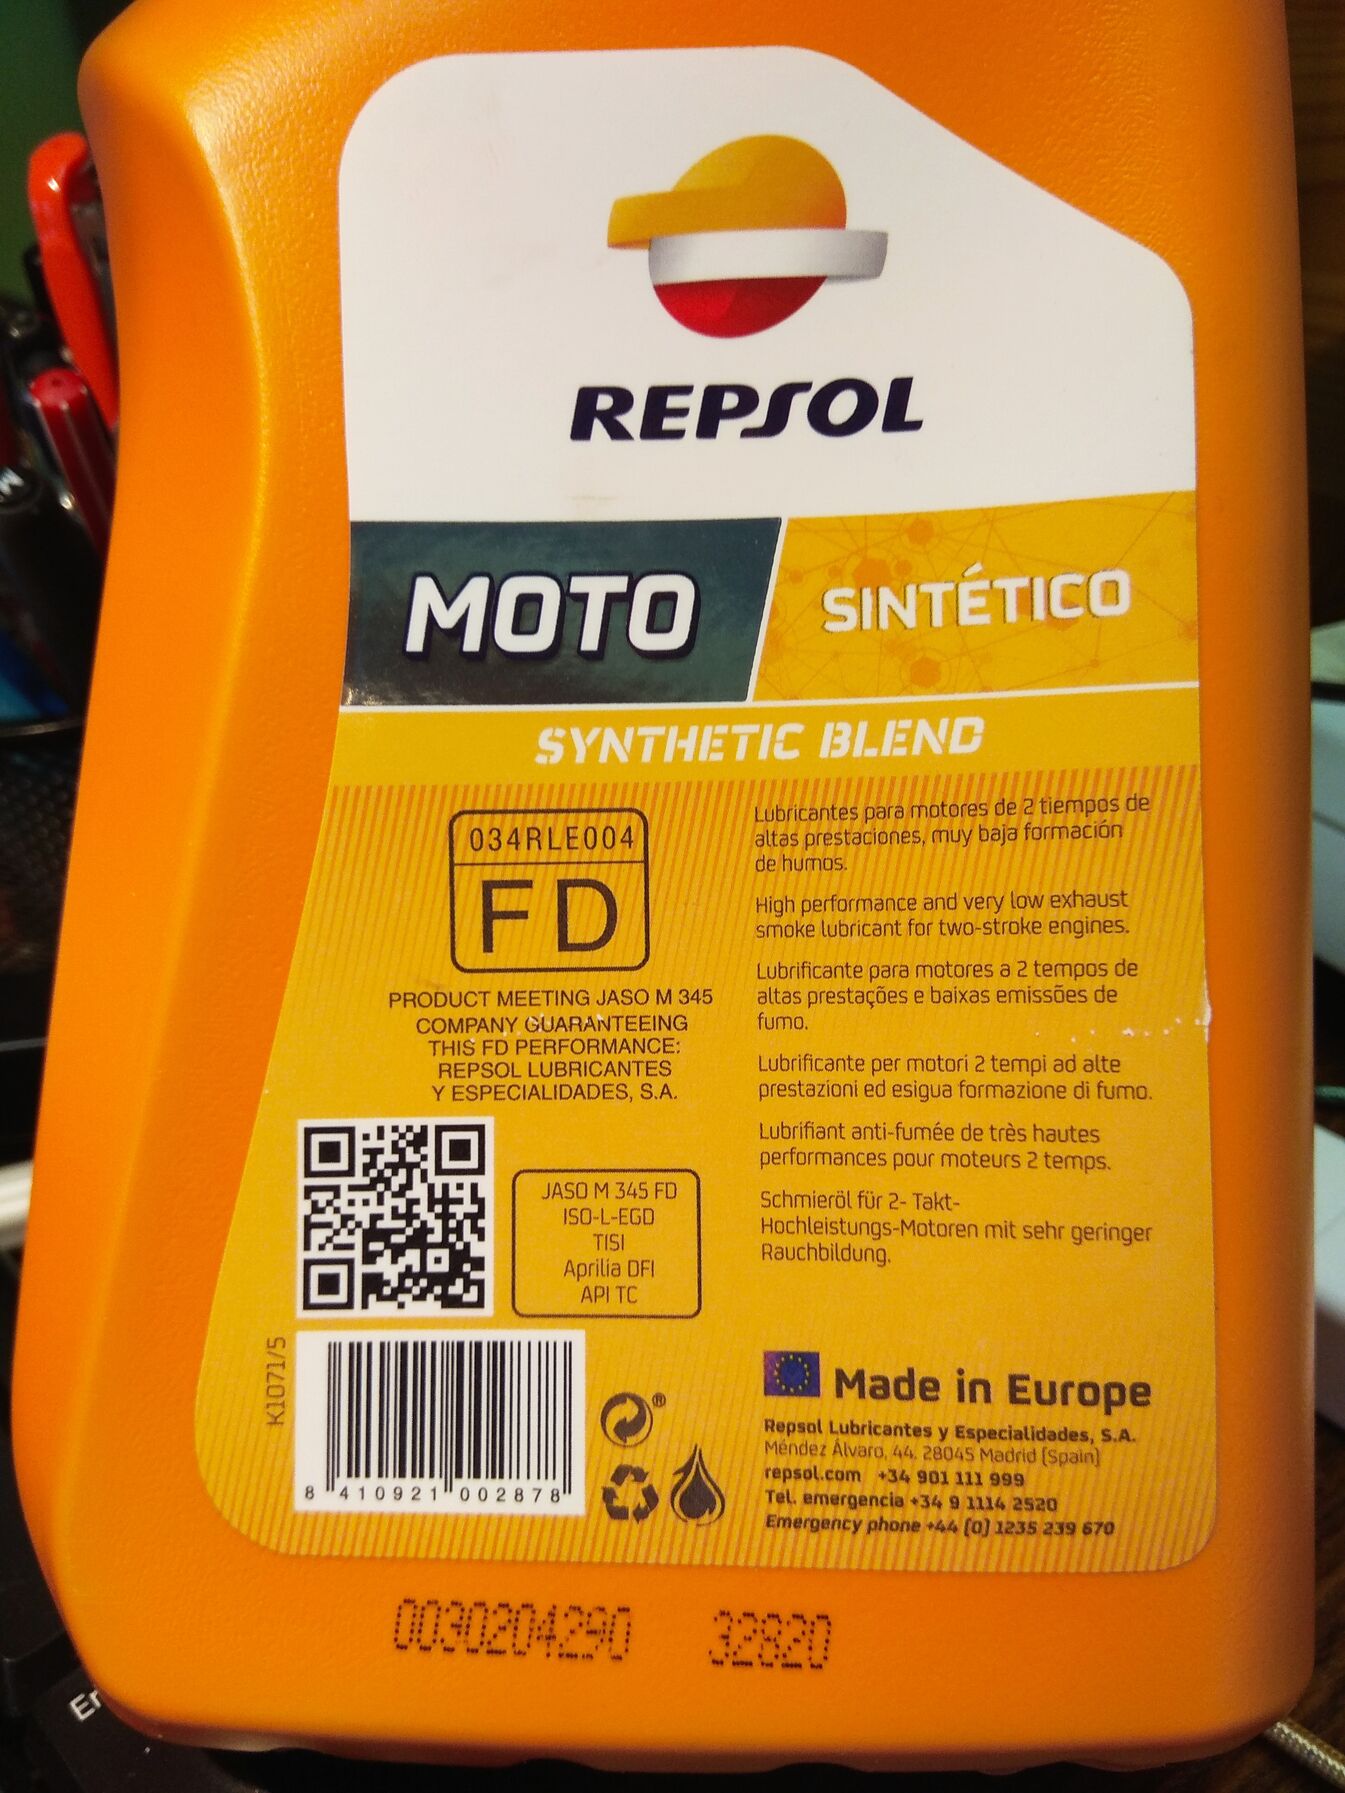 REPSOL
MOTO
SINTÉTICO
SYNTHETIC BLEND
034RLE004
FD
PRODUCT MEETING JASO M 345
COMPANY GUARANTEEING
THIS FD PERFORMANCE:
REPSOL LUBRICANTES
Y ESPECIALIDADES, S.A.
JASO M 345 FD
ISO-L-EGD
TISI
Aprilia DFI
API TC
K1071/5
8 410921 002878
Lubricantes para motores de 2 tiempos de
altas prestaciones, muy baja formación
de humos.
High performance and very low exhaust
smoke lubricant for two-stroke engines.
Lubrificante para motores a 2 tempos de
altas prestações e baixas emissões de
fumo.
Lubrificante per motori 2 tempi ad alte
prestazioni ed esigua formazione di fumo.
Lubrifiant anti-fumée de très hautes
performances pour moteurs 2 temps.
Schmieröl für 2- Takt-
Hochleistungs-Motoren mit sehr geringer
Rauchbildung.
Made in Europe
Repsol Lubricantes y Especialidades, S.A.
Méndez Álvaro, 44. 28045 Madrid (Spain)
repsol.com +34 901 111 999
Tel. emergencia +34 9 1114 2520
Emergency phone +44 (0) 1235 239 670
®
0030204290 32820